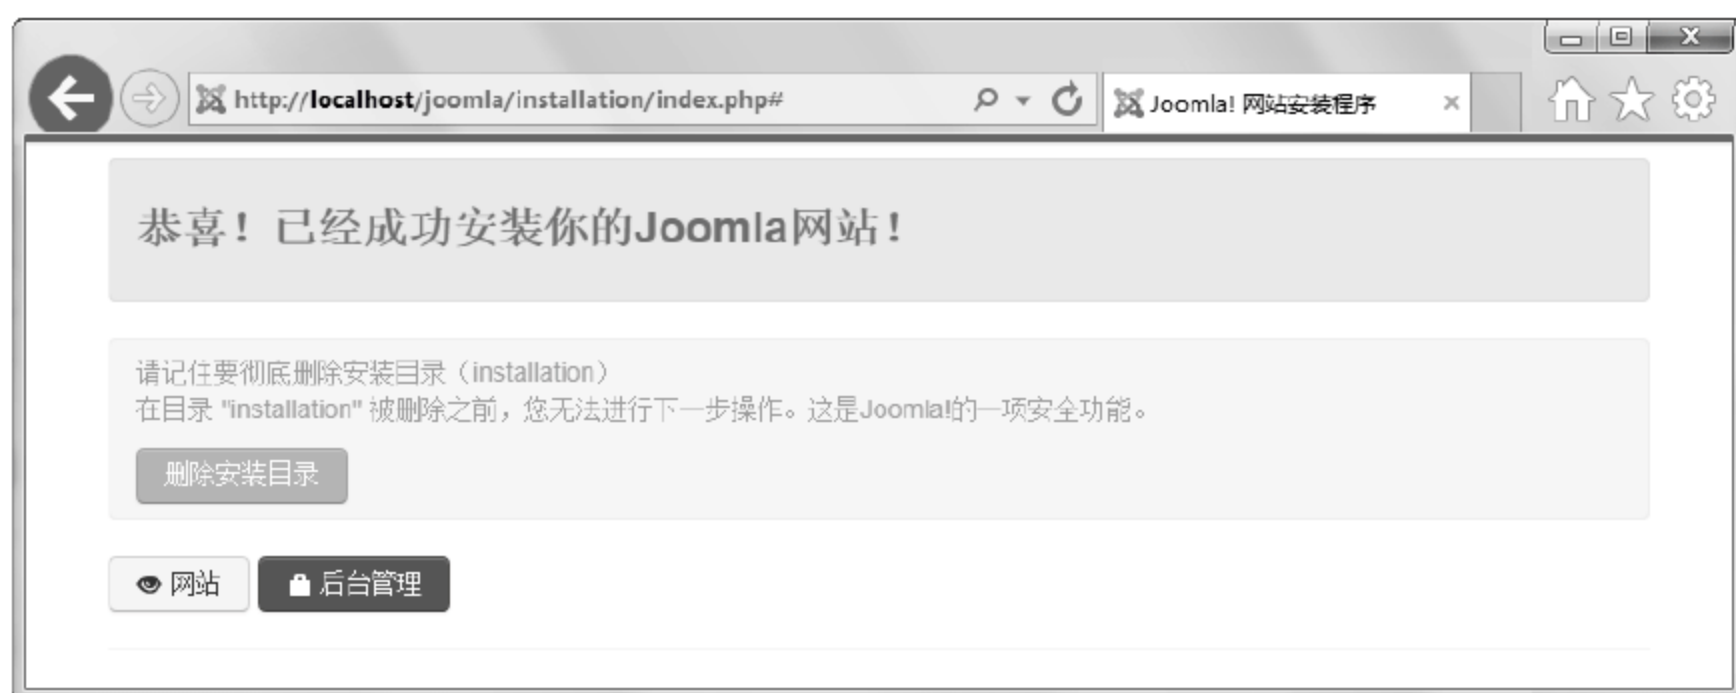 http://localhost/joomla/installation/index.php#
Joomla! 网站安装程序
恭喜！已经成功安装你的Joomla网站！
请记住要彻底删除安装目录（installation）
在目录 "installation" 被删除之前，您无法进行下一步操作。这是Joomla!的一项安全功能。
删除安装目录
网站
后台管理